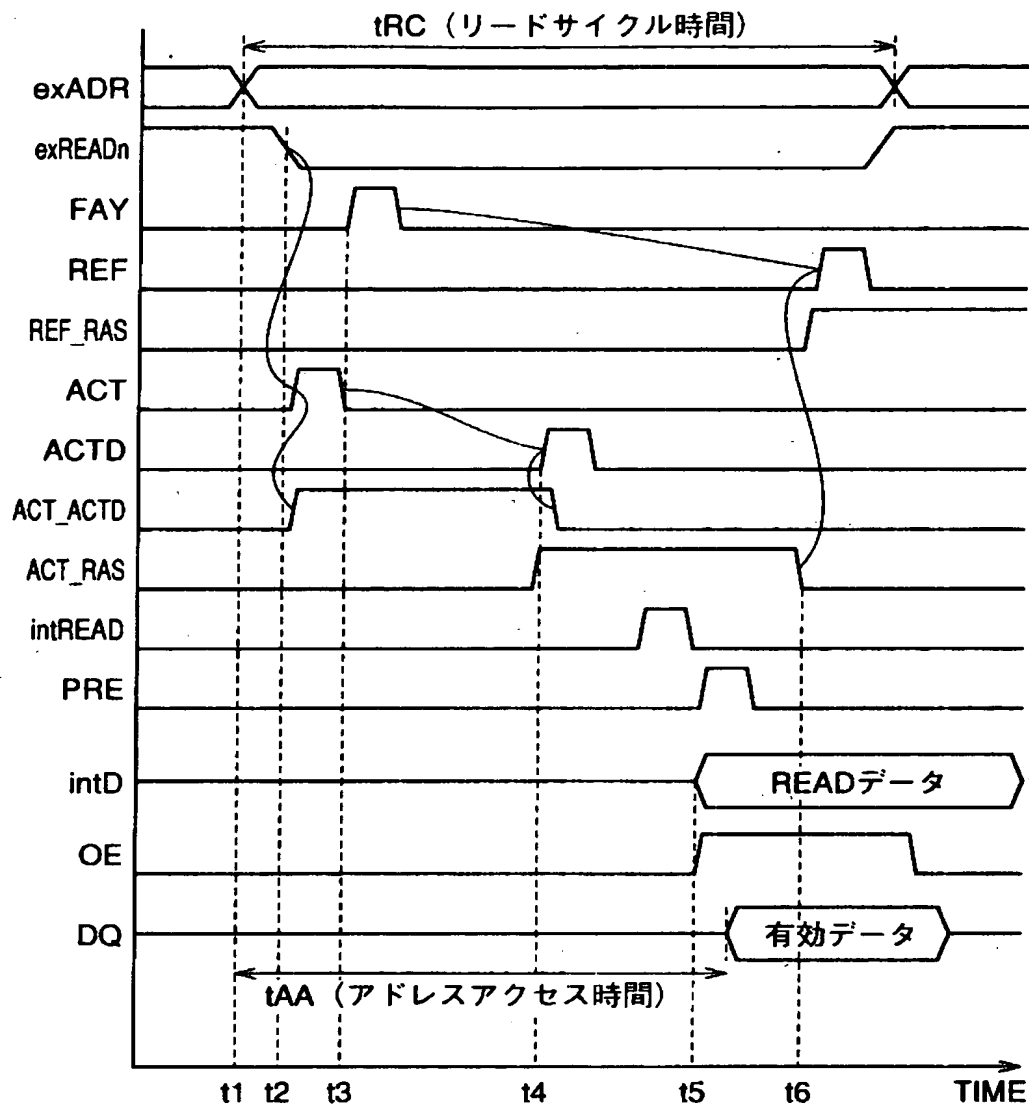 tRC（リードサイクル時間）
exADR
exREADn
FAY
REF
REF_RAS
ACT
ACTD
ACT_ACTD
ACT_RAS
intREAD
PRE
intD READデータ
OE
DQ 有効データ
tAA（アドレスアクセス時間）
t1 t2 t3 t4 t5 t6 TIME